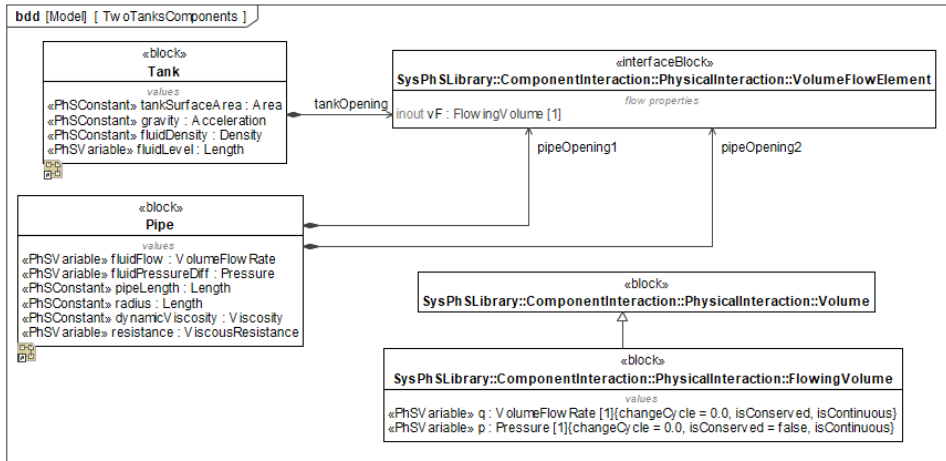 bdd [Model] [ TwoTanksComponents ]
«block»
Tank
values
«PhSConstant» tankSurfaceArea : Area
«PhSConstant» gravity : Acceleration
«PhSConstant» fluidDensity : Density
«PhSVariable» fluidLevel : Length
tankOpening
«interfaceBlock»
SysPhSLibrary::ComponentInteraction::PhysicalInteraction::VolumeFlowElement
flow properties
inout vF : FlowingVolume [1]
pipeOpening1
pipeOpening2
«block»
Pipe
values
«PhSVariable» fluidFlow : VolumeFlowRate
«PhSVariable» fluidPressureDiff : Pressure
«PhSConstant» pipeLength : Length
«PhSConstant» radius : Length
«PhSConstant» dynamicViscosity : Viscosity
«PhSVariable» resistance : ViscousResistance
«block»
SysPhSLibrary::ComponentInteraction::PhysicalInteraction::Volume
«block»
SysPhSLibrary::ComponentInteraction::PhysicalInteraction::FlowingVolume
values
«PhSVariable» q : VolumeFlowRate [1]{changeCycle = 0.0, isConserved, isContinuous}
«PhSVariable» p : Pressure [1]{changeCycle = 0.0, isConserved = false, isContinuous}